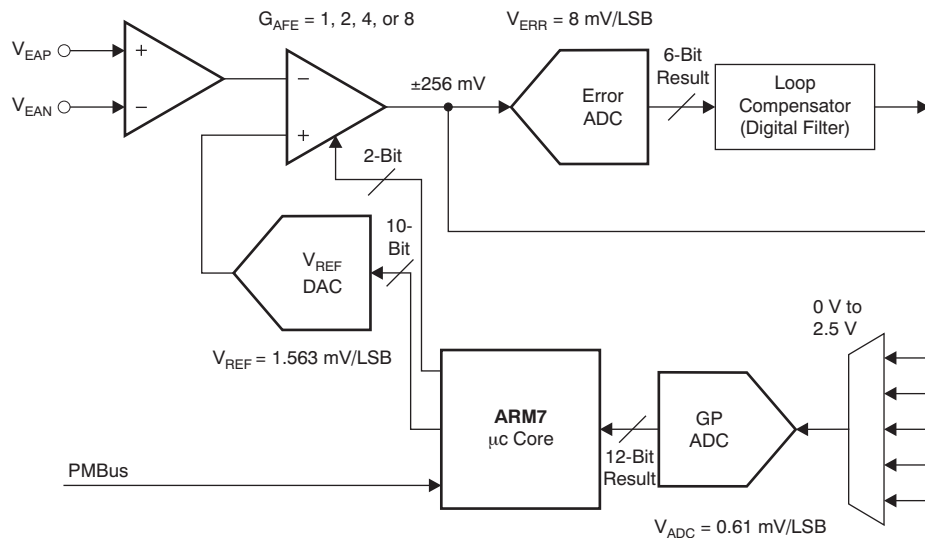 G_AFE = 1, 2, 4, or 8
V_ERR = 8 mV/LSB
V_EAP
+
V_EAN
−
−
+
±256 mV
Error
ADC
6-Bit
Result
Loop
Compensator
(Digital Filter)
2-Bit
10-
Bit
V_REF
DAC
V_REF = 1.563 mV/LSB
0 V to
2.5 V
ARM7
μc Core
GP
ADC
12-Bit
Result
PMBus
V_ADC = 0.61 mV/LSB